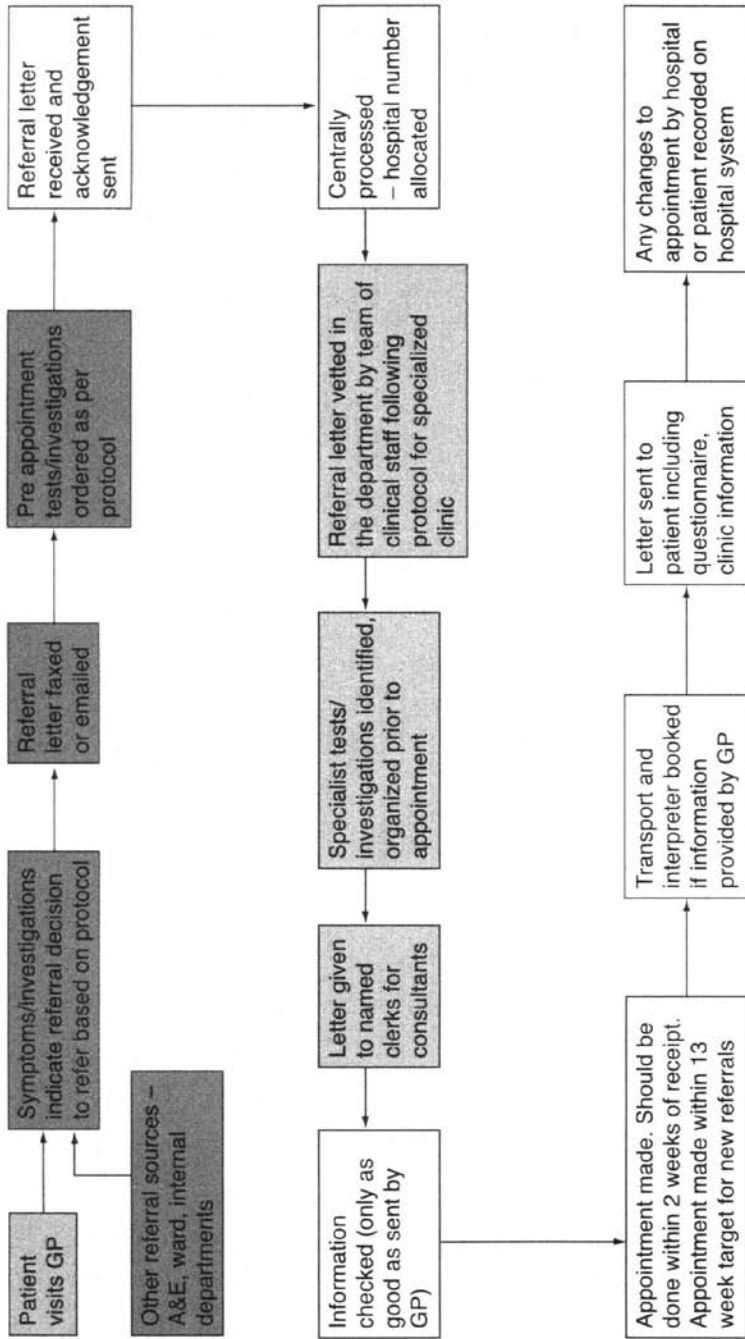 Patient
visits GP
Other referral sources –
A&E, ward, internal
departments
Symptoms/investigations
indicate referral decision
to refer based on protocol
Referral
letter faxed
or emailed
Pre appointment
tests/investigations
ordered as per
protocol
Referral letter
received and
acknowledgement
sent
Centrally
processed
– hospital number
allocated
Referral letter vetted in
the department by team of
clinical staff following
protocol for specialized
clinic
Specialist tests/
investigations identified,
organized prior to
appointment
Letter given
to named
clerks for
consultants
Information
checked (only as
good as sent by
GP)
Appointment made. Should be
done within 2 weeks of receipt.
Appointment made within 13
week target for new referrals
Transport and
interpreter booked
if information
provided by GP
Letter sent to
patient including
questionnaire,
clinic information
Any changes to
appointment by hospital
or patient recorded on
hospital system